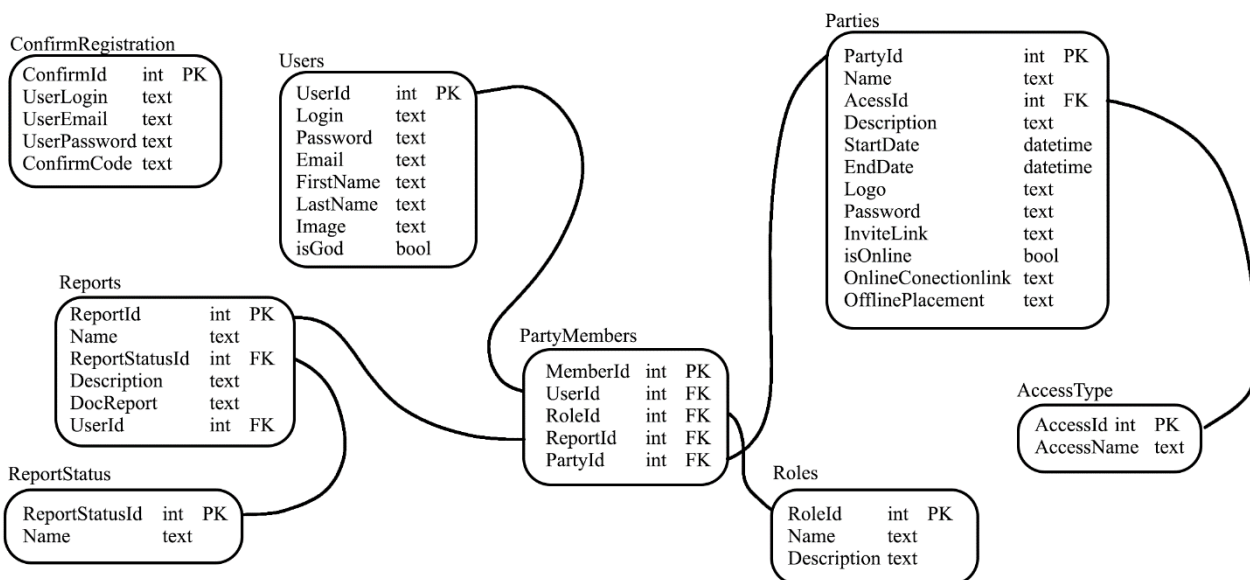 ConfirmRegistration
ConfirmId int PK
UserLogin text
UserEmail text
UserPassword text
ConfirmCode text
Users
UserId int PK
Login text
Password text
Email text
FirstName text
LastName text
Image text
isGod bool
Parties
PartyId int PK
Name text
AcessId int FK
Description text
StartDate datetime
EndDate datetime
Logo text
Password text
InviteLink text
isOnline bool
OnlineConectionlink text
OfflinePlacement text
Reports
ReportId int PK
Name text
ReportStatusId int FK
Description text
DocReport text
UserId int FK
PartyMembers
MemberId int PK
UserId int FK
RoleId int FK
ReportId int FK
PartyId int FK
AccessType
AccessId int PK
AccessName text
ReportStatus
ReportStatusId int PK
Name text
Roles
RoleId int PK
Name text
Description text